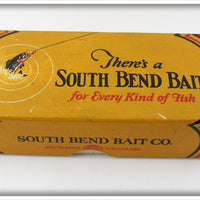 There's a
SOUTH BEND BAIT
for Every Kind of Fish
SOUTH BEND BAIT CO.